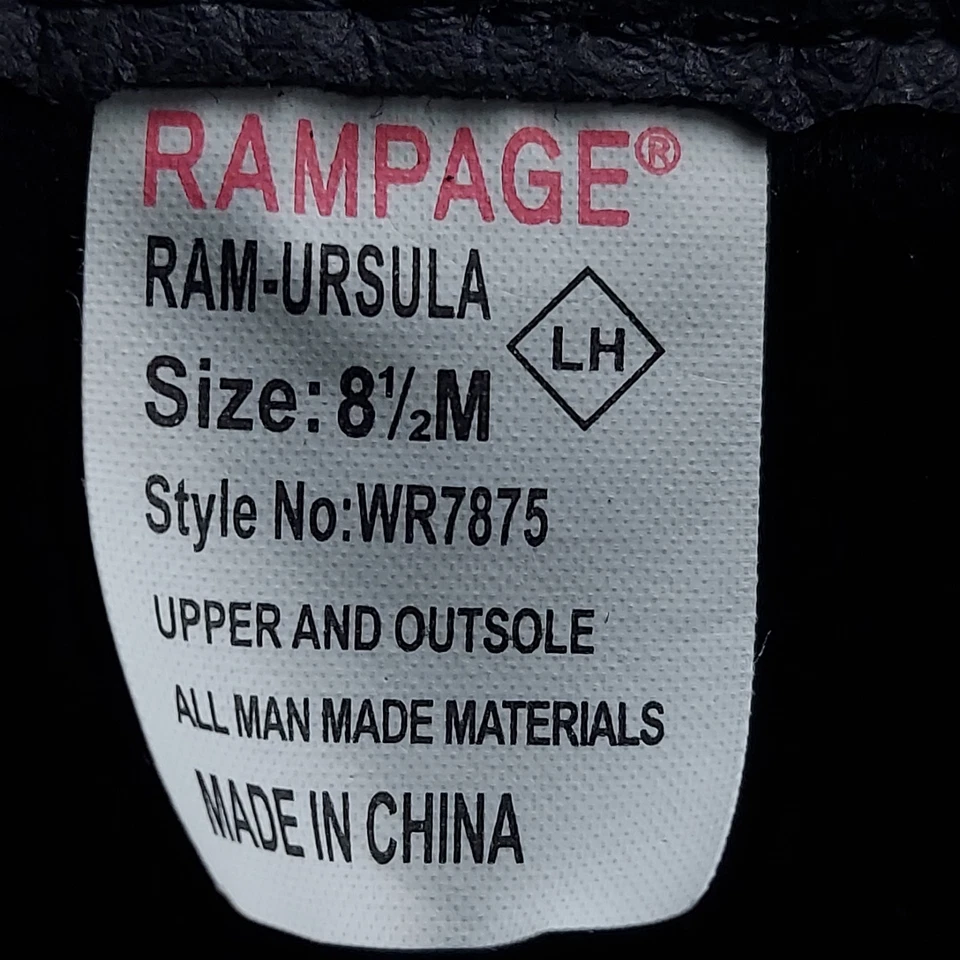 RAMPAGE®
RAM-URSULA
LH
Size: 8½M
Style No:WR7875
UPPER AND OUTSOLE
ALL MAN MADE MATERIALS
MADE IN CHINA